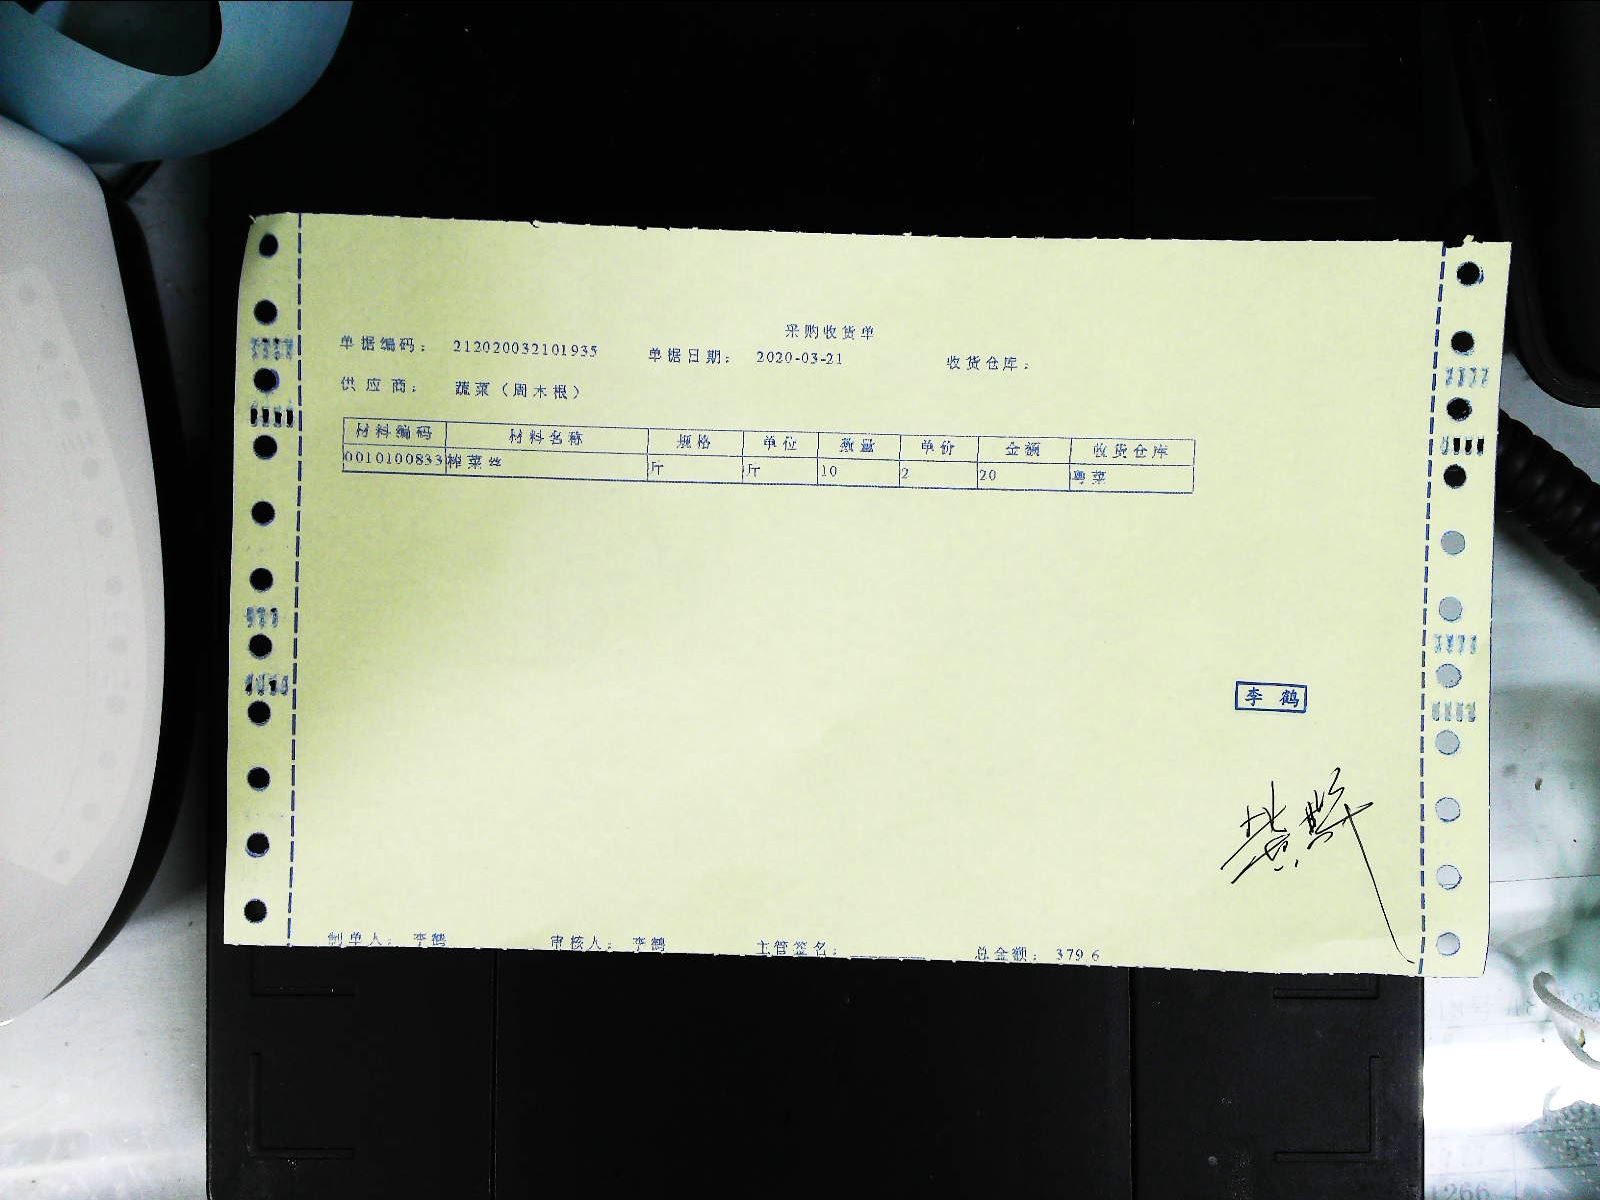 采购收货单
单据编码： 212020032101935 单据日期： 2020-03-21 收货仓库：
供应商： 蔬菜（周木根）
材料编码 材料名称 规格 单位 数量 单价 金额 收货仓库
0010100833 榨菜丝 斤 斤 10 2 20 粤菜
李鹤
制单人： 李鹤 审核人： 李鹤 主管签名：________ 总金额： 379.6